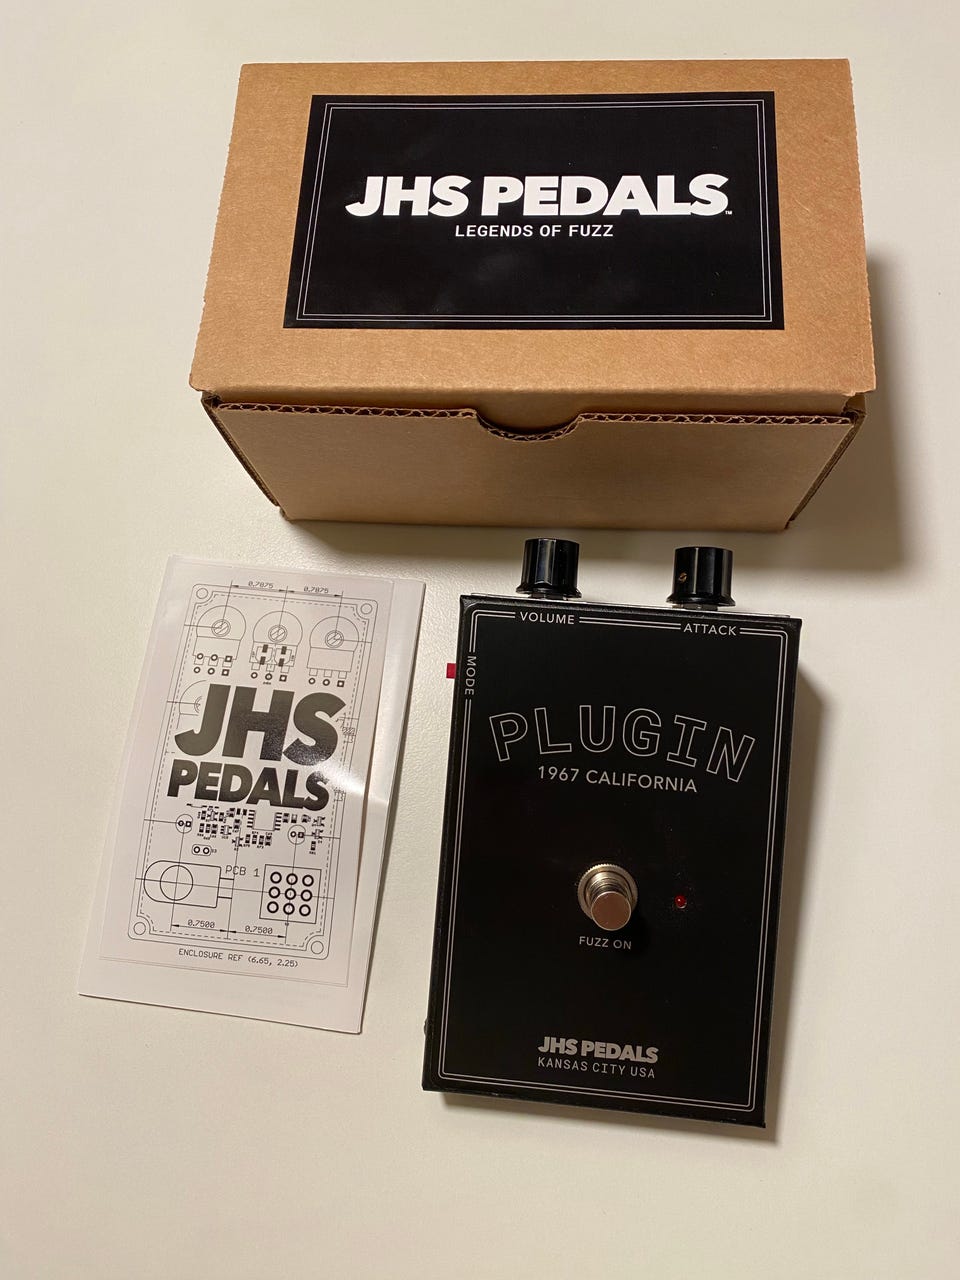 JHS PEDALS™
LEGENDS OF FUZZ
0.7875 0.7875
JHS
PEDALS
PCB 1
0.7500 0.7500
ENCLOSURE REF (6.65, 2.25)
VOLUME ATTACK
MODE
PLUGIN
1967 CALIFORNIA
FUZZ ON
JHS PEDALS
KANSAS CITY USA